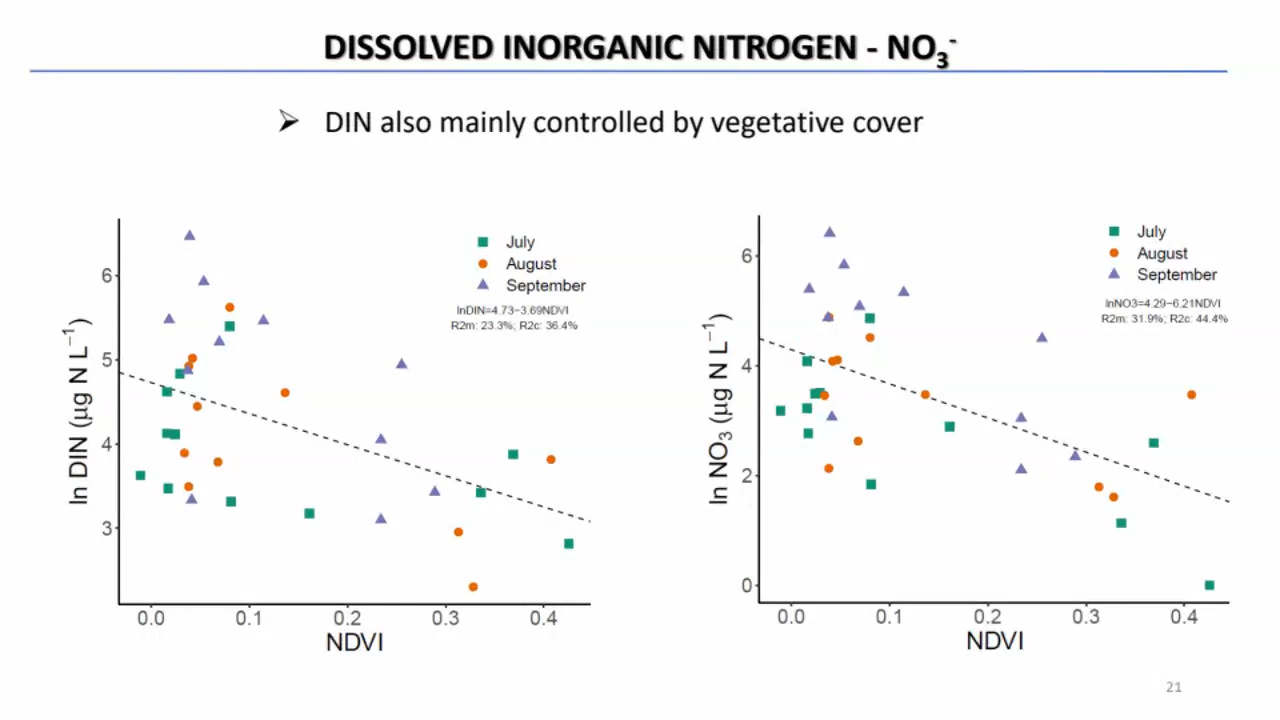 DISSOLVED INORGANIC NITROGEN - NO₃⁻
➢ DIN also mainly controlled by vegetative cover
July
August
September
lnDIN=4.73−3.69NDVI
R2m: 23.3%; R2c: 36.4%
ln DIN (µg N L⁻¹)
6
5
4
3
0.0 0.1 0.2 0.3 0.4
NDVI
July
August
September
lnNO3=4.29−6.21NDVI
R2m: 31.9%; R2c: 44.4%
ln NO₃ (µg N L⁻¹)
6
4
2
0
0.0 0.1 0.2 0.3 0.4
NDVI
21